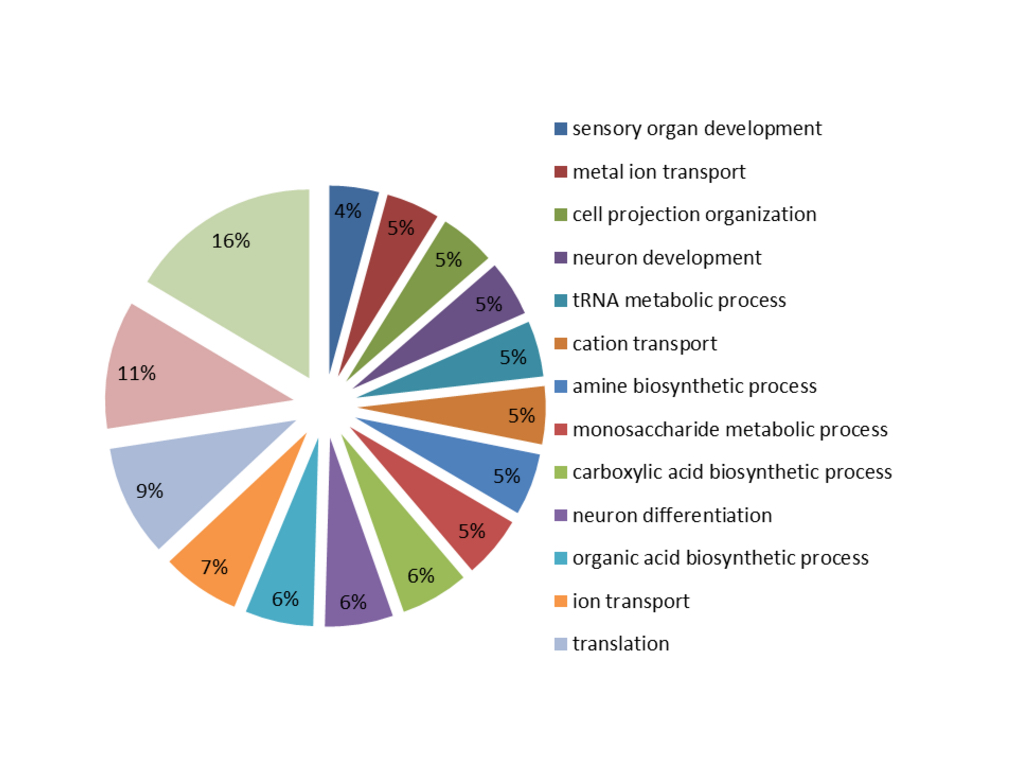 4%
5%
5%
5%
5%
5%
5%
5%
6%
6%
6%
7%
9%
11%
16%
sensory organ development
metal ion transport
cell projection organization
neuron development
tRNA metabolic process
cation transport
amine biosynthetic process
monosaccharide metabolic process
carboxylic acid biosynthetic process
neuron differentiation
organic acid biosynthetic process
ion transport
translation